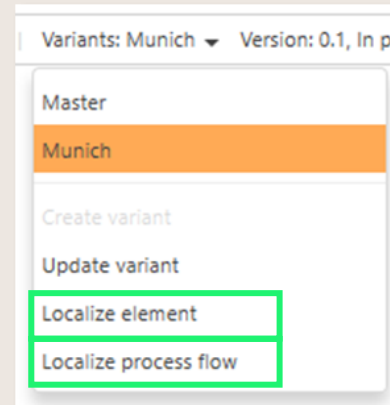 Variants: Munich Version: 0.1, In p
Master
Munich
Create variant
Update variant
Localize element
Localize process flow